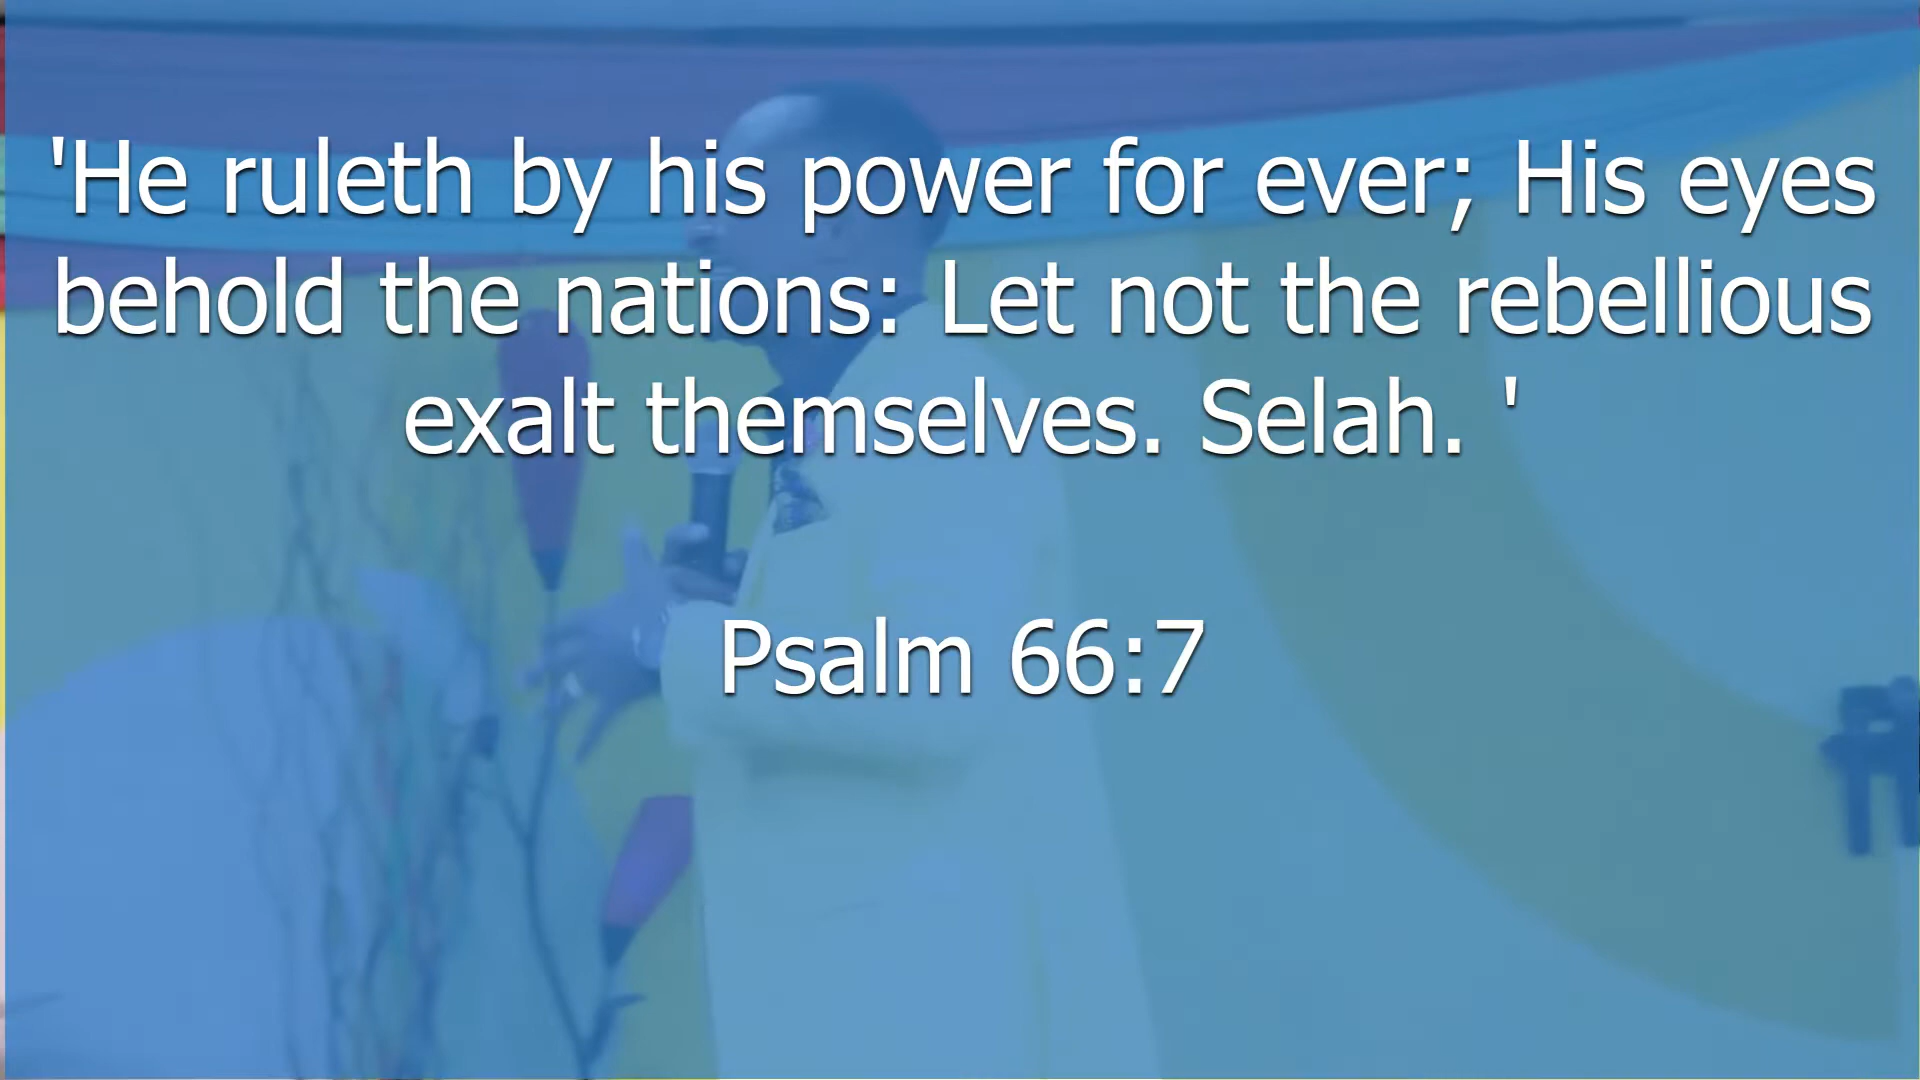 'He ruleth by his power for ever; His eyes
behold the nations: Let not the rebellious
exalt themselves. Selah. '
Psalm 66:7